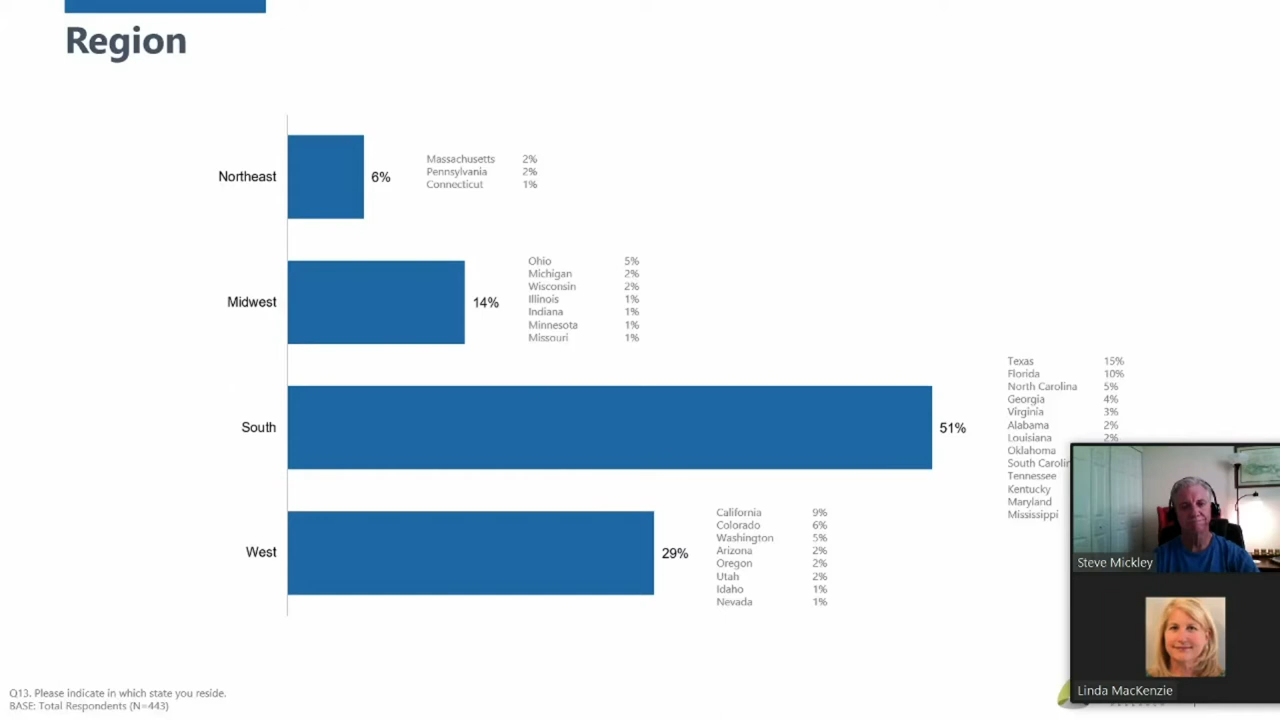 Region
Northeast
6%
Massachusetts 2%
Pennsylvania 2%
Connecticut 1%
Midwest
14%
Ohio 5%
Michigan 2%
Wisconsin 2%
Illinois 1%
Indiana 1%
Minnesota 1%
Missouri 1%
South
51%
Texas 15%
Florida 10%
North Carolina 5%
Georgia 4%
Virginia 3%
Alabama 2%
Louisiana 2%
Oklahoma
South Carolin
Tennessee
Kentucky
Maryland
Mississippi
West
29%
California 9%
Colorado 6%
Washington 5%
Arizona 2%
Oregon 2%
Utah 2%
Idaho 1%
Nevada 1%
Steve Mickley
Linda MacKenzie
Q13. Please indicate in which state you reside.
BASE: Total Respondents (N=443)